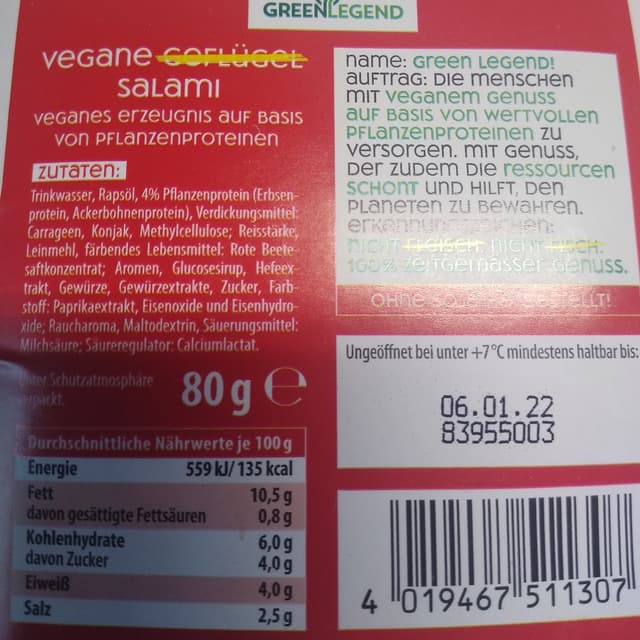 GREENLEGEND
veGane GeFLüGeL
saLamI
veGanes erzeuGnis auf Basis
von PFLanzenproteinen
zutaten:
Trinkwasser, Rapsöl, 4% Pflanzenprotein (Erbsen-
protein, Ackerbohnenprotein), Verdickungsmittel:
Carrageen, Konjak, Methylcellulose; Reisstärke,
Leinmehl, färbendes Lebensmittel: Rote Beete-
saftkonzentrat; Aromen, Glucosesirup, Hefeex-
trakt, Gewürze, Gewürzextrakte, Zucker, Farb-
stoff: Paprikaextrakt, Eisenoxide und Eisenhydro-
xide; Raucharoma, Maltodextrin, Säuerungsmittel:
Milchsäure; Säureregulator: Calciumlactat.
Unter Schutzatmosphäre
verpackt.
80 g e
Durchschnittliche Nährwerte je 100 g
Energie 559 kJ/ 135 kcal
Fett 10,5 g
davon gesättigte Fettsäuren 0,8 g
Kohlenhydrate 6,0 g
davon Zucker 4,0 g
Eiweiß 4,0 g
Salz 2,5 g
name: Green LeGenD!
auFtraG: DIe menschen
mIt veGanem Genuss
auF BasIs von wertvoLLen
PFLanzenproteInen zu
versorGen. mIt Genuss,
Der zuDem DIe ressourcen
schont unD hILFt, Den
PLaneten zu Bewahren.
erkennunGszeIchen:
nIcht FLeIsch nIcht FIsch.
100% zeItGemässer Genuss.
OHNE SOJA HERGESTELLT!
Ungeöffnet bei unter +7°C mindestens haltbar bis:
06.01.22
83955003
4 019467 511307